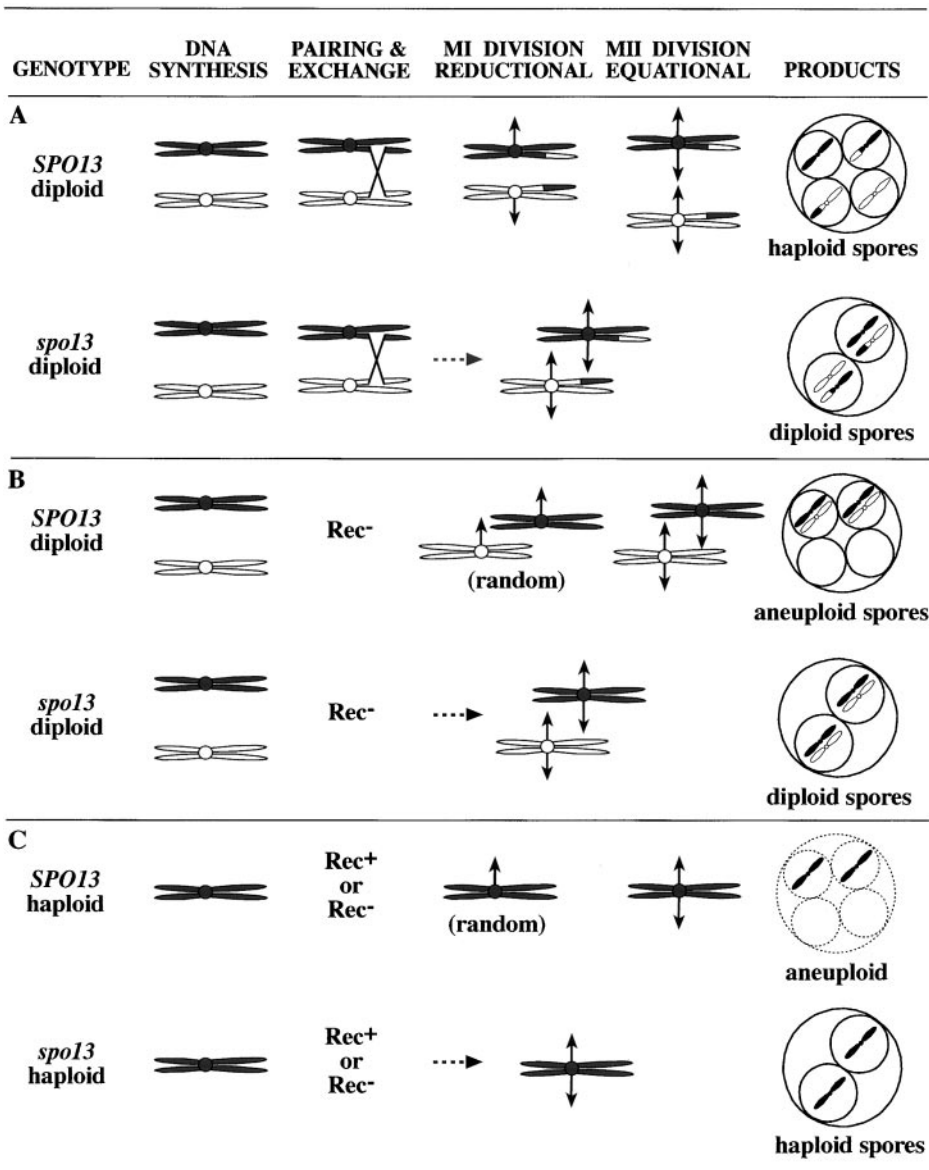 GENOTYPE
DNA
SYNTHESIS
PAIRING &
EXCHANGE
MI DIVISION
REDUCTIONAL
MII DIVISION
EQUATIONAL
PRODUCTS
A
SPO13
diploid
haploid spores
spo13
diploid
diploid spores
B
SPO13
diploid
Rec-
(random)
aneuploid spores
spo13
diploid
Rec-
diploid spores
C
SPO13
haploid
Rec+
or
Rec-
(random)
aneuploid
spo13
haploid
Rec+
or
Rec-
haploid spores